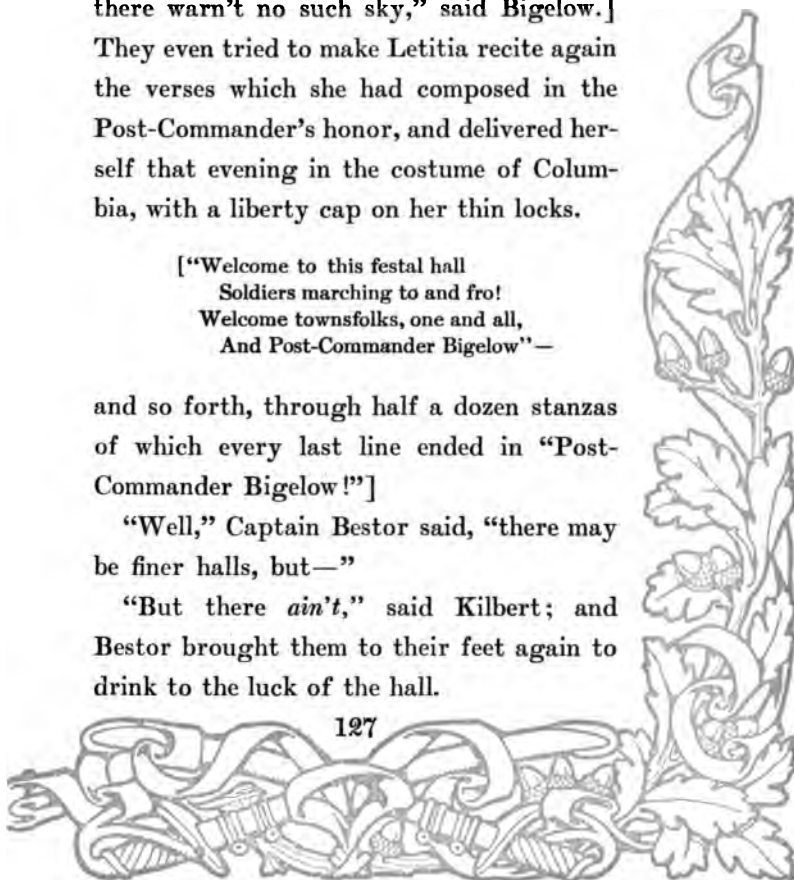 there warn't no such sky,” said Bigelow.]
They even tried to make Letitia recite again
the verses which she had composed in the
Post-Commander's honor, and delivered her-
self that evening in the costume of Colum-
bia, with a liberty cap on her thin locks.
[“Welcome to this festal hall
Soldiers marching to and fro!
Welcome townsfolks, one and all,
And Post-Commander Bigelow”—
and so forth, through half a dozen stanzas
of which every last line ended in “Post-
Commander Bigelow!”]
“Well,” Captain Bestor said, “there may
be finer halls, but—”
“But there ain't,” said Kilbert; and
Bestor brought them to their feet again to
drink to the luck of the hall.
127